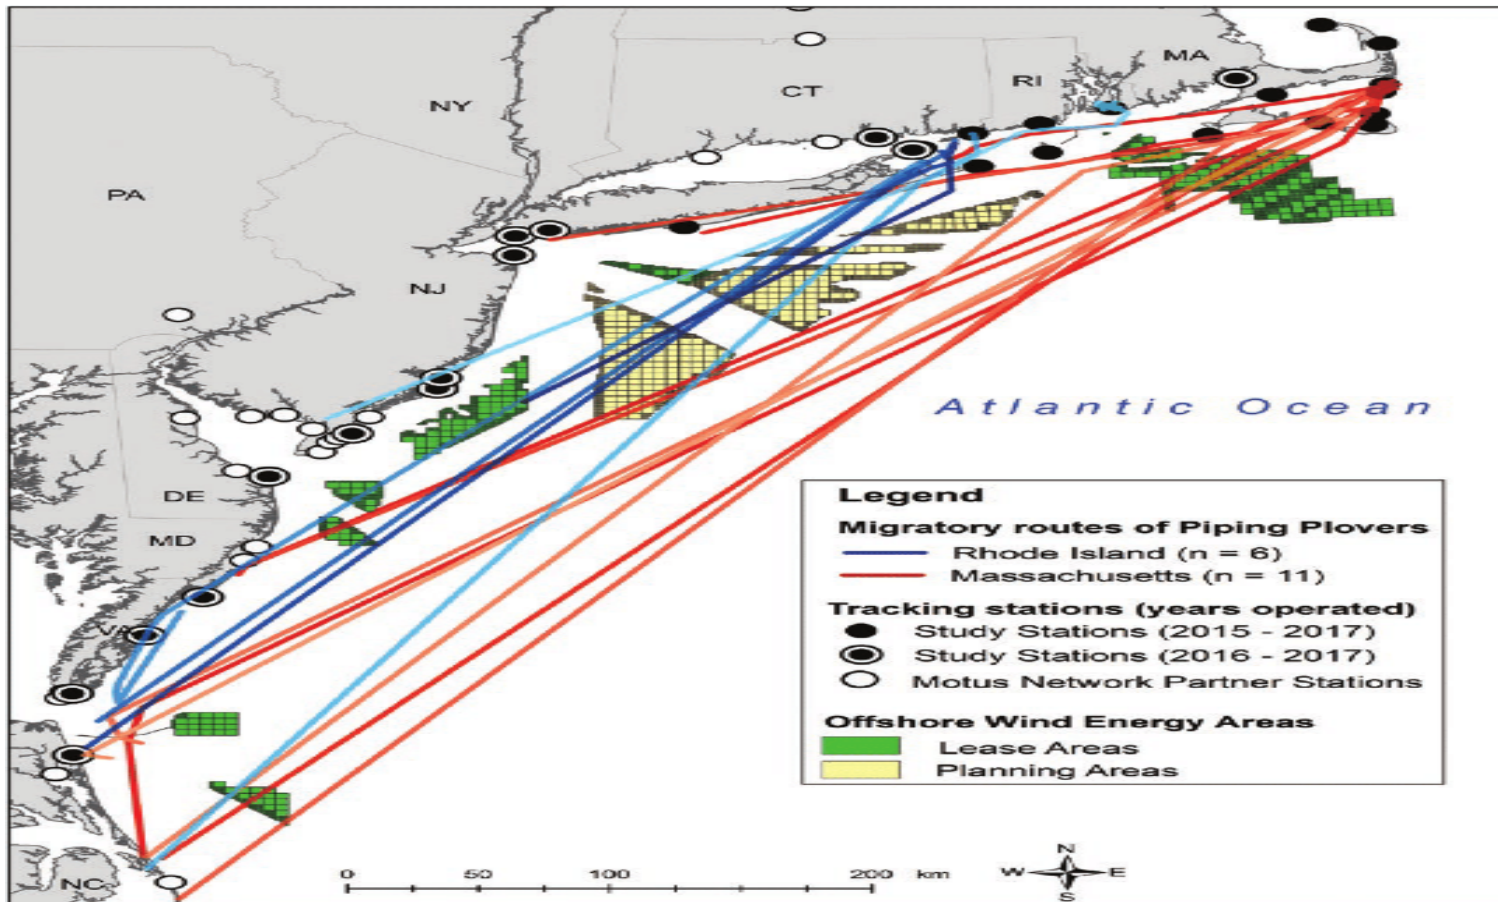 MA
NY
CT
RI
PA
NJ
Atlantic Ocean
DE
MD
VA
NC
Legend
Migratory routes of Piping Plovers
Rhode Island (n = 6)
Massachusetts (n = 11)
Tracking stations (years operated)
Study Stations (2015 - 2017)
Study Stations (2016 - 2017)
Motus Network Partner Stations
Offshore Wind Energy Areas
Lease Areas
Planning Areas
0 50 100 200 km
N
W E
S